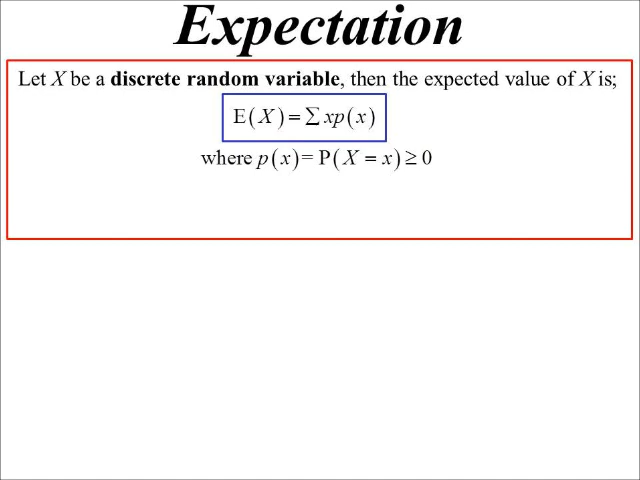 Expectation
Let X be a discrete random variable, then the expected value of X is;
E(X) = ∑ xp(x)
where p(x) = P(X = x) ≥ 0